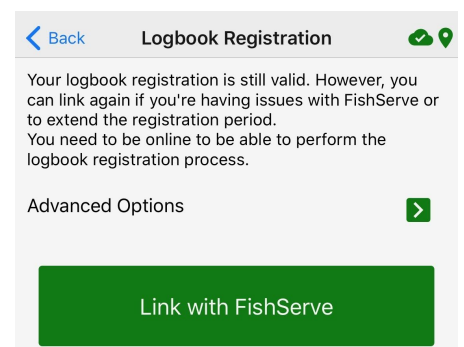 Back
Logbook Registration
Your logbook registration is still valid. However, you
can link again if you're having issues with FishServe or
to extend the registration period.
You need to be online to be able to perform the
logbook registration process.
Advanced Options
Link with FishServe